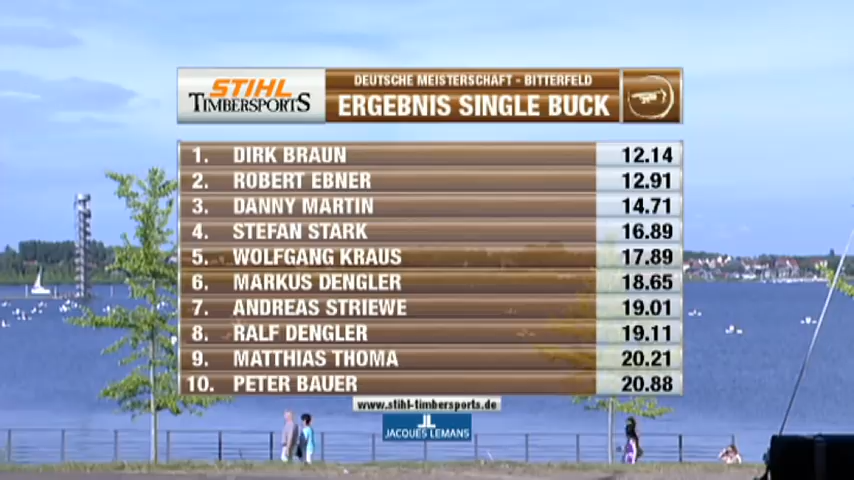 STIHL
TIMBERSPORTS
DEUTSCHE MEISTERSCHAFT - BITTERFELD
ERGEBNIS SINGLE BUCK
1. DIRK BRAUN 12.14
2. ROBERT EBNER 12.91
3. DANNY MARTIN 14.71
4. STEFAN STARK 16.89
5. WOLFGANG KRAUS 17.89
6. MARKUS DENGLER 18.65
7. ANDREAS STRIEWE 19.01
8. RALF DENGLER 19.11
9. MATTHIAS THOMA 20.21
10. PETER BAUER 20.88
www.stihl-timbersports.de
JACQUES LEMANS